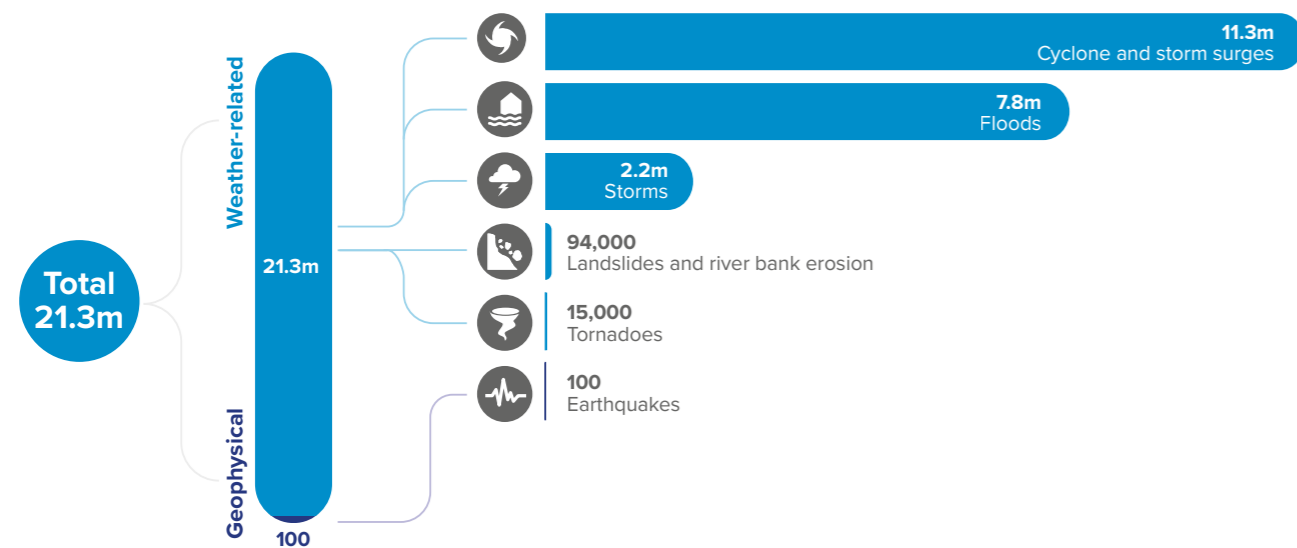 Total
21.3m
Weather-related
Geophysical
21.3m
100
11.3m
Cyclone and storm surges
7.8m
Floods
2.2m
Storms
94,000
Landslides and river bank erosion
15,000
Tornadoes
100
Earthquakes